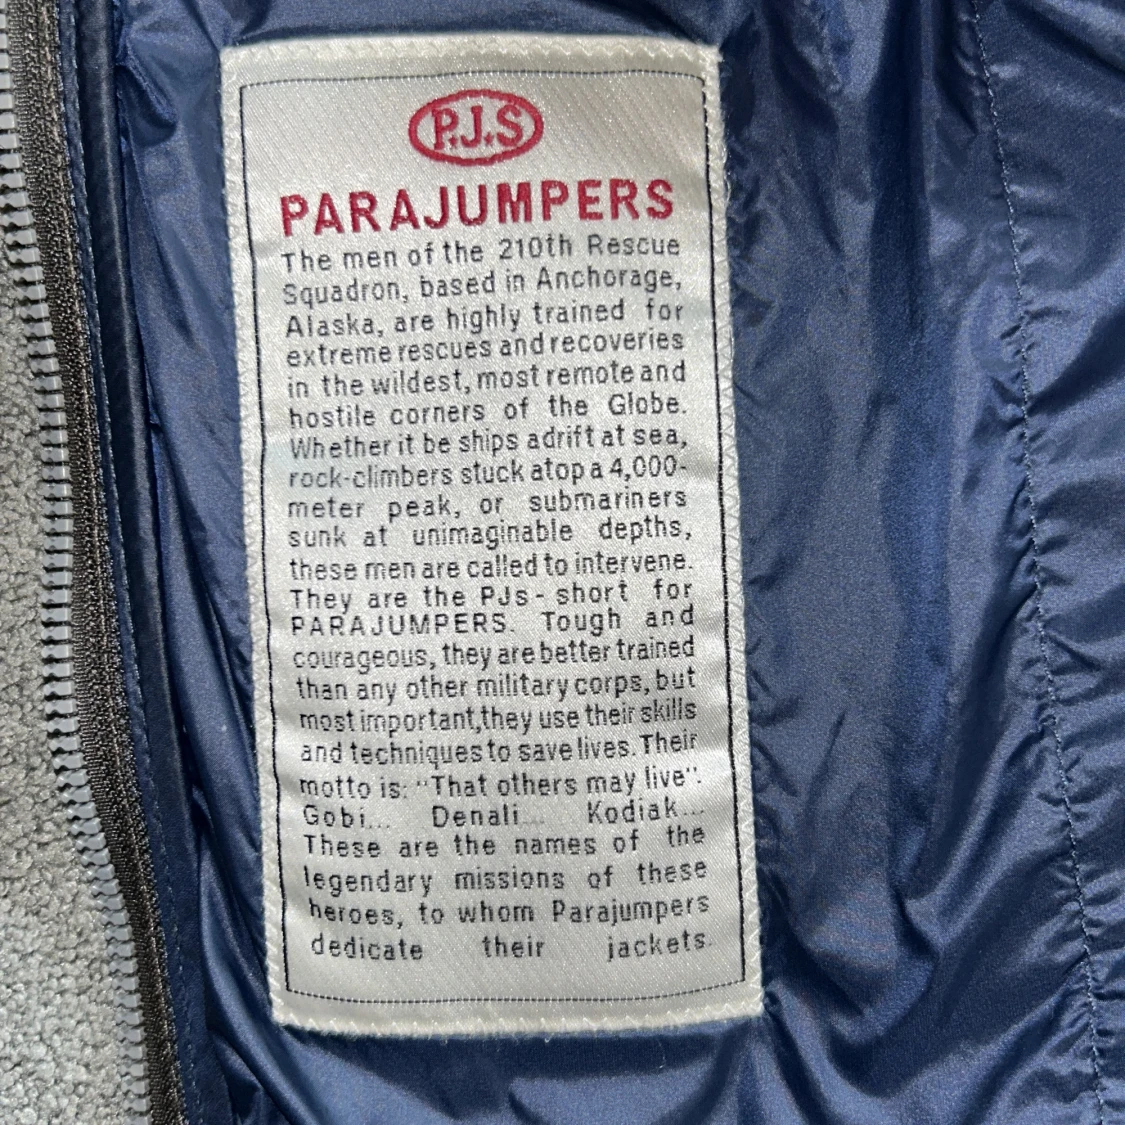 P.J.S
PARAJUMPERS
The men of the 210th Rescue
Squadron, based in Anchorage,
Alaska, are highly trained for
extreme rescues and recoveries
in the wildest, most remote and
hostile corners of the Globe.
Whether it be ships adrift at sea,
rock-climbers stuck atop a 4,000-
meter peak, or submariners
sunk at unimaginable depths,
these men are called to intervene.
They are the PJs - short for
PARAJUMPERS. Tough and
courageous, they are better trained
than any other military corps, but
most important,they use their skills
and techniques to save lives. Their
motto is: "That others may live".
Gobi... Denali... Kodiak...
These are the names of the
legendary missions of these
heroes, to whom Parajumpers
dedicate their jackets.